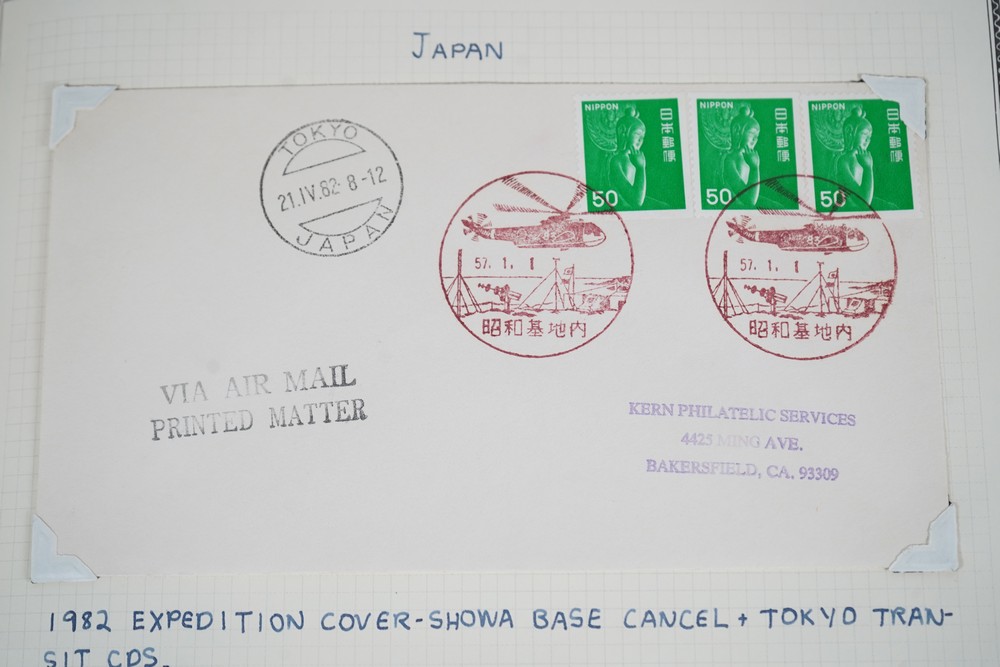 JAPAN
NIPPON
日本郵便
50
NIPPON
日本郵便
50
NIPPON
日本郵便
50
TOKYO
21.IV.82-8-12
JAPAN
57. 1. 1
昭和基地内
83
57. 1. 1
昭和基地内
VIA AIR MAIL
PRINTED MATTER
KERN PHILATELIC SERVICES
4425 MING AVE.
BAKERSFIELD, CA. 93309
1982 EXPEDITION COVER-SHOWA BASE CANCEL + TOKYO TRAN-
SIT CDS.